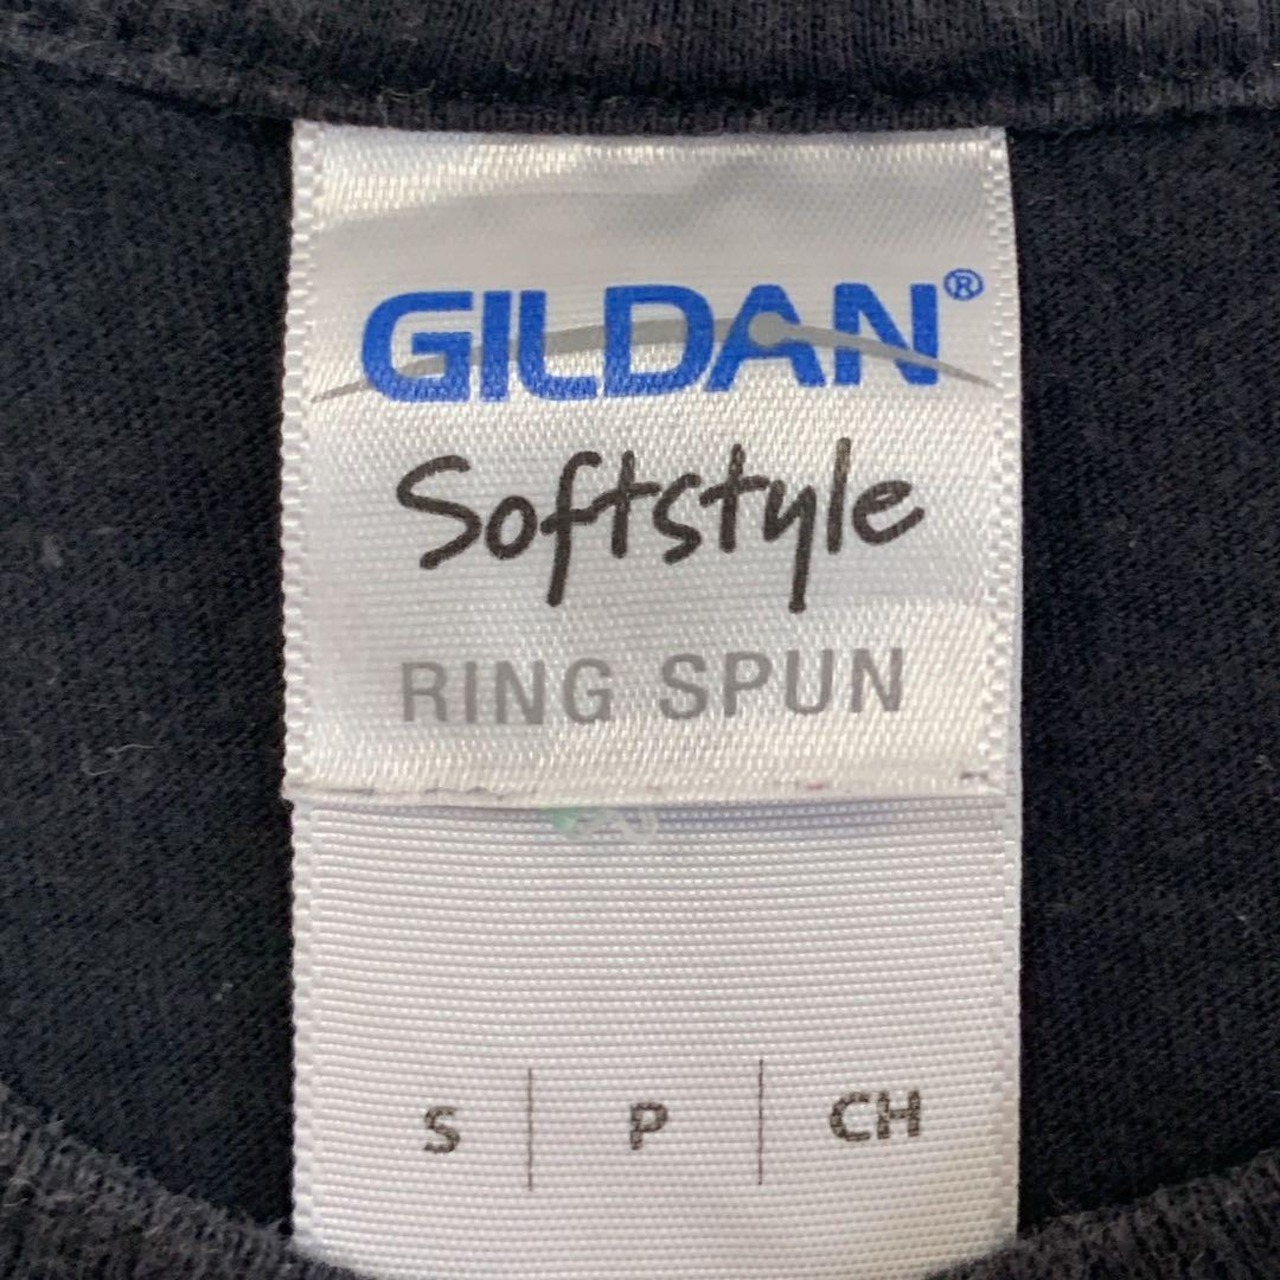 GILDAN®
Softstyle
RING SPUN
S | P | CH